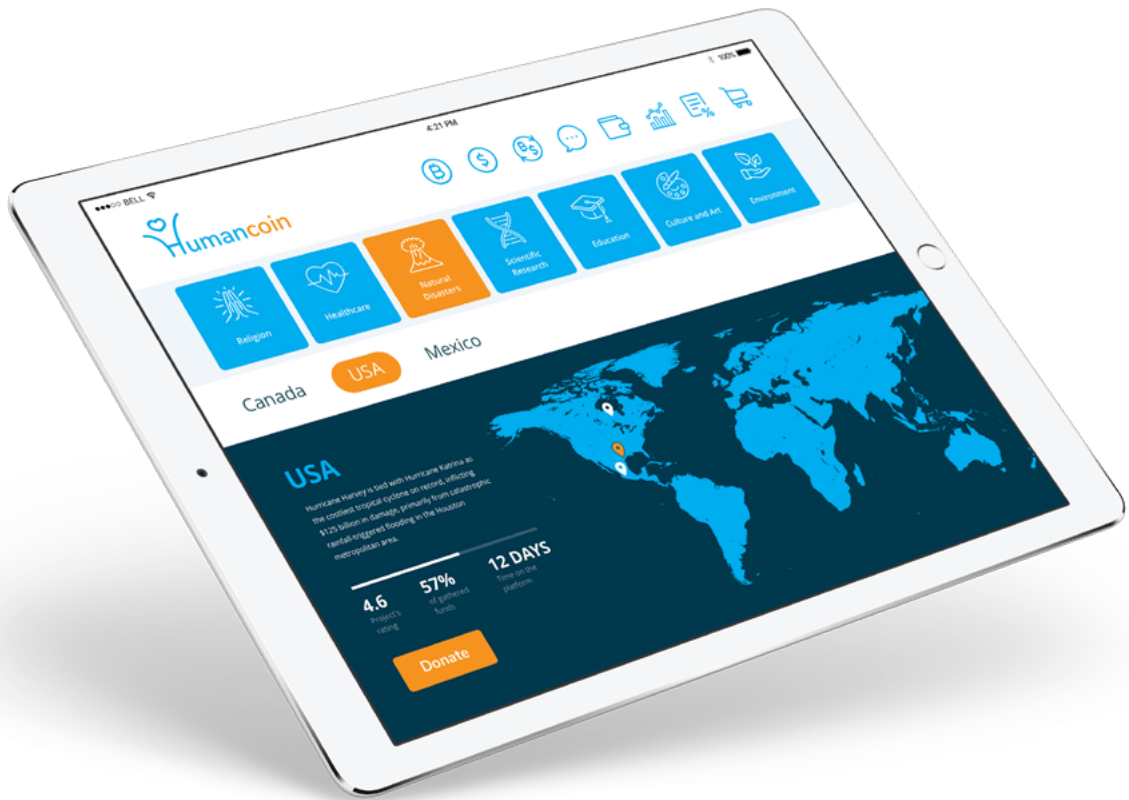 BELL
4:21 PM
100%
Humancoin
Religion
Healthcare
Natural
Disasters
Scientific
Research
Education
Culture and Art
Environment
Canada
USA
Mexico
USA
Hurricane Harvey is tied with Hurricane Katrina as
the costliest tropical cyclone on record, inflicting
$125 billion in damage, primarily from catastrophic
rainfall-triggered flooding in the Houston
metropolitan area.
4.6
Project's
rating
57%
of gathered
funds
12 DAYS
Time on the
platform
Donate